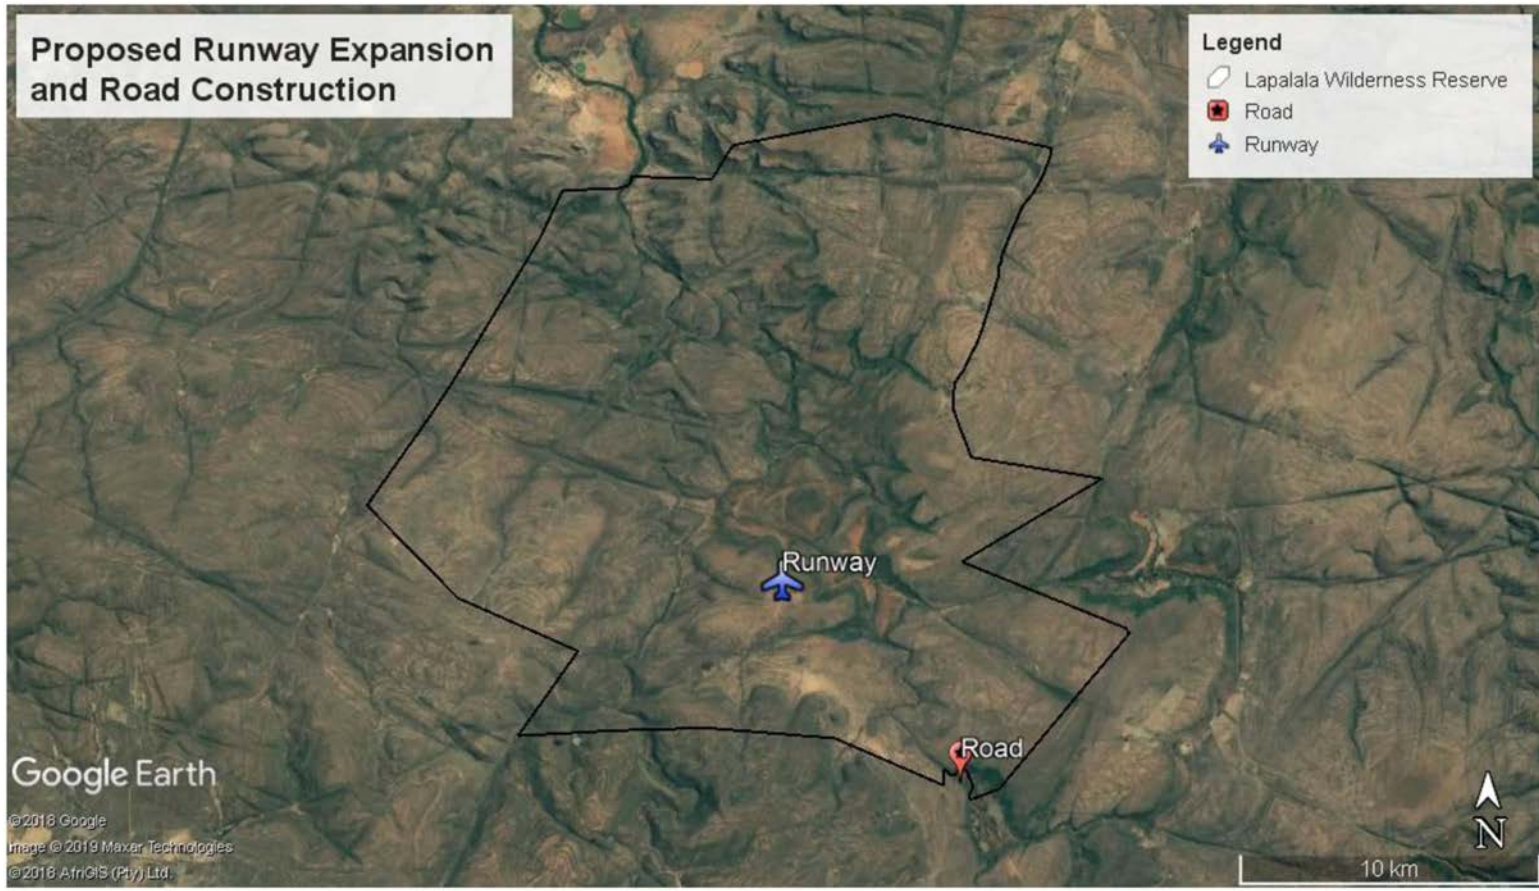 Proposed Runway Expansion
and Road Construction
Legend
Lapalala Wilderness Reserve
Road
Runway
Runway
Road
Google Earth
©2018 Google
Image © 2019 Maxar Technologies
©2018 AfriGIS (Pty) Ltd.
N
10 km